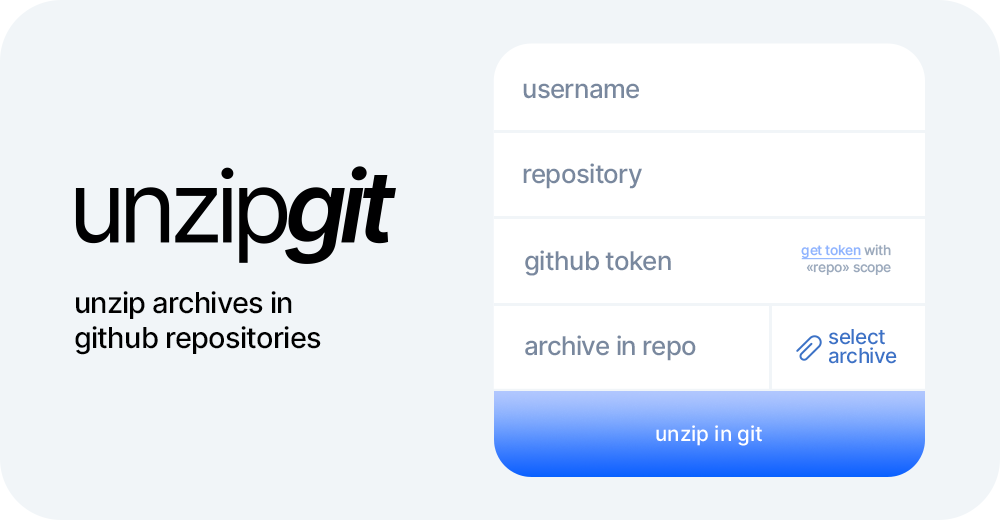 unzipgit
unzip archives in
github repositories
username
repository
github token
get token with
«repo» scope
archive in repo
select
archive
unzip in git